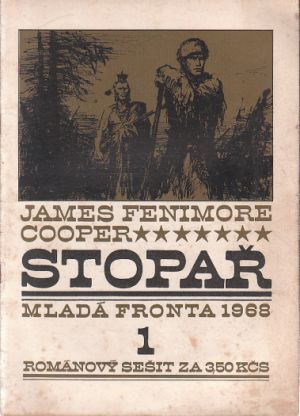 JAMES FENIMORE
COOPER★★★★★★★
STOPAŘ
MLADÁ FRONTA 1968
1
ROMÁNOVÝ SEŠIT ZA 3,50 KČS